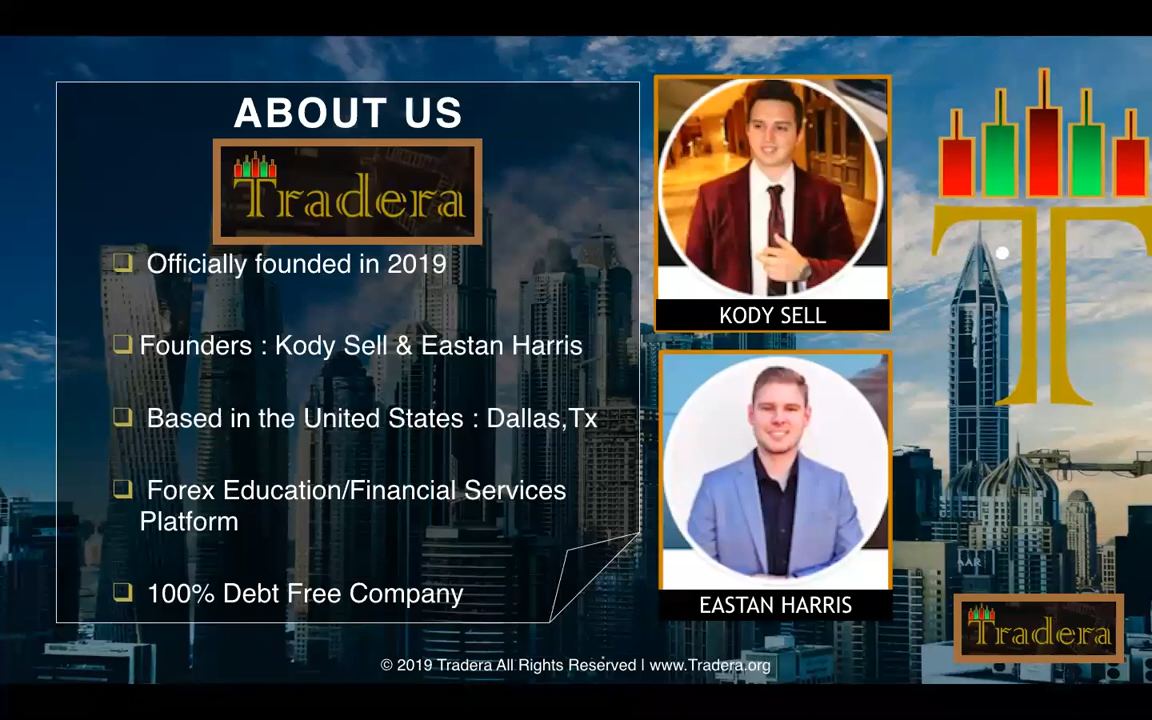 ABOUT US
Tradera
Officially founded in 2019
Founders : Kody Sell & Eastan Harris
Based in the United States : Dallas,Tx
Forex Education/Financial Services
Platform
100% Debt Free Company
KODY SELL
EASTAN HARRIS
T
Tradera
© 2019 Tradera All Rights Reserved | www.Tradera.org